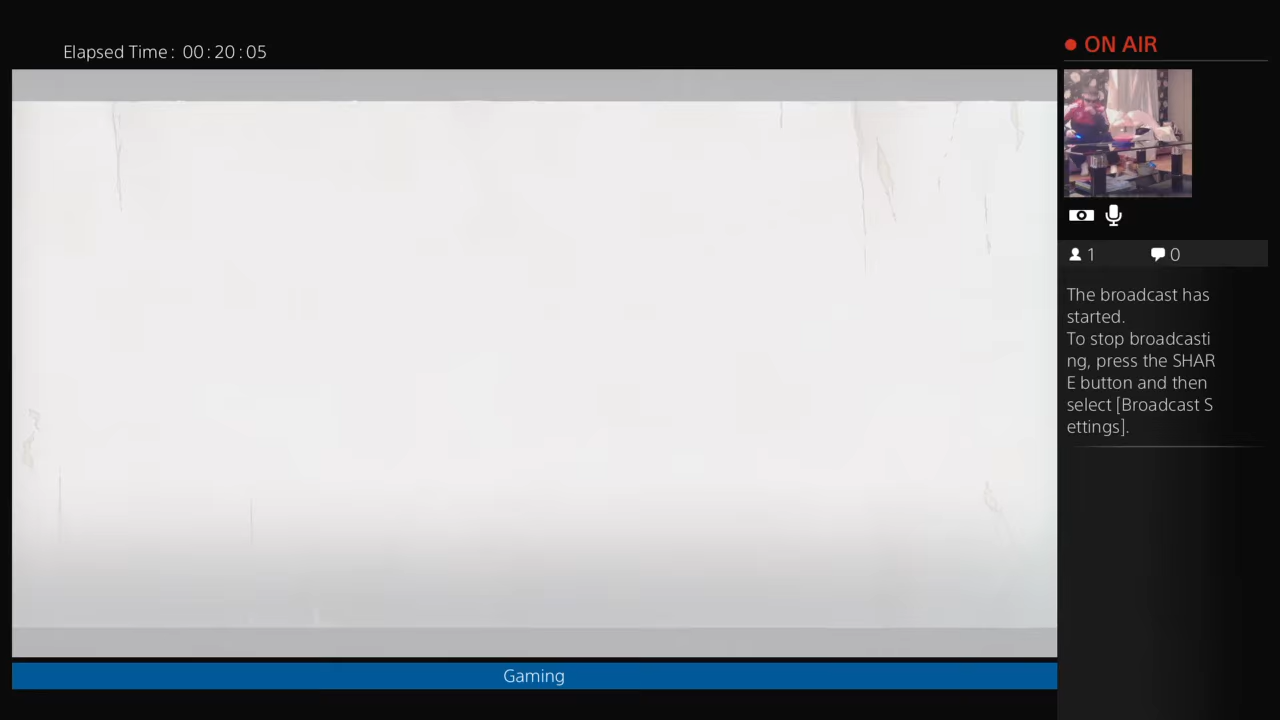 Elapsed Time: 00:20:05
ON AIR
1 0
The broadcast has
started.
To stop broadcasti
ng, press the SHAR
E button and then
select [Broadcast S
ettings].
Gaming